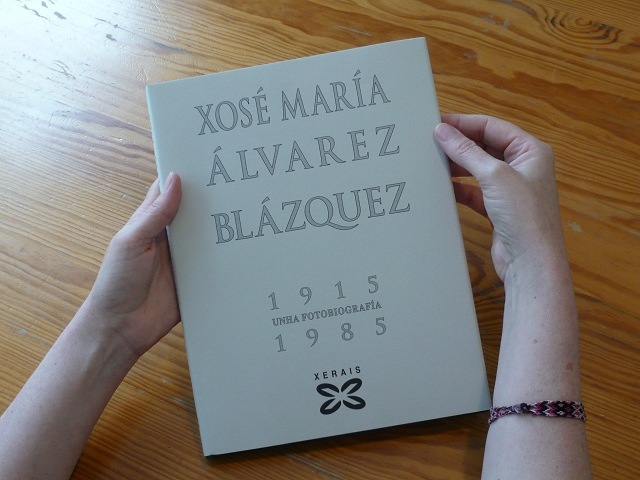 XOSÉ MARÍA
ÁLVAREZ
BLÁZQUEZ
1915
UNHA FOTOBIOGRAFÍA
1985
XERAIS